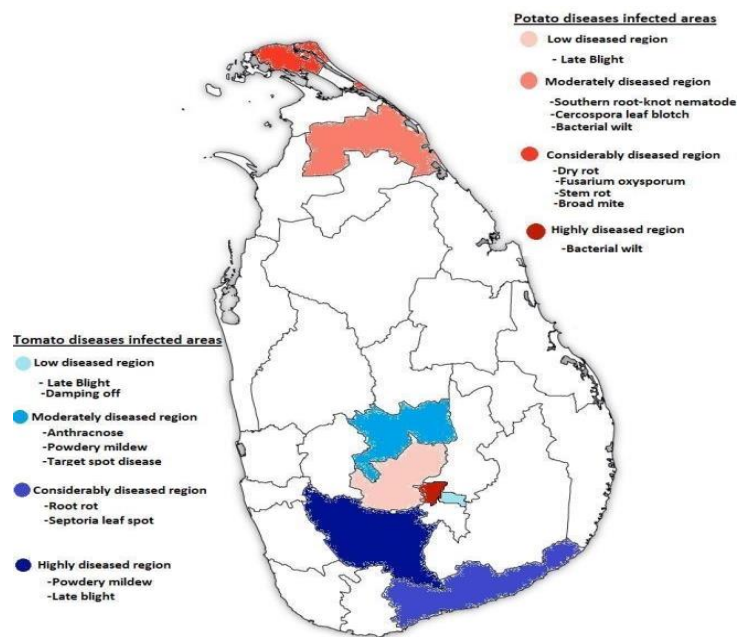 Potato diseases infected areas
Low diseased region
- Late Blight
Moderately diseased region
-Southern root-knot nematode
-Cercospora leaf blotch
-Bacterial wilt
Considerably diseased region
-Dry rot
-Fusarium oxysporum
-Stem rot
-Broad mite
Highly diseased region
-Bacterial wilt
Tomato diseases infected areas
Low diseased region
- Late Blight
-Damping off
Moderately diseased region
-Anthracnose
-Powdery mildew
-Target spot disease
Considerably diseased region
-Root rot
-Septoria leaf spot
Highly diseased region
-Powdery mildew
-Late blight